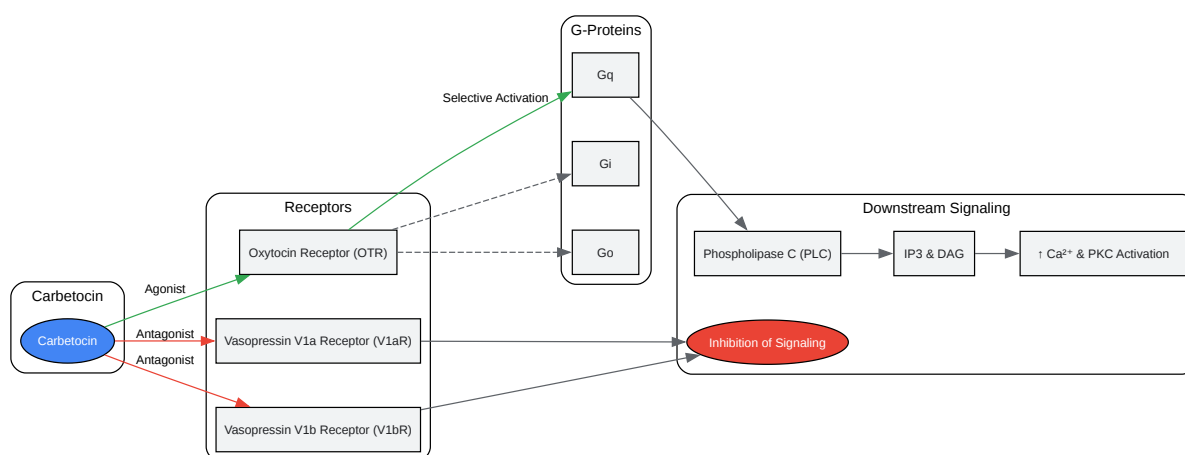 G-Proteins
Gq
Selective Activation
Gi
Receptors
Downstream Signaling
Oxytocin Receptor (OTR)
Go
Phospholipase C (PLC)
IP3 & DAG
↑ Ca²⁺ & PKC Activation
Carbetocin
Agonist
Carbetocin
Antagonist
Vasopressin V1a Receptor (V1aR)
Inhibition of Signaling
Antagonist
Vasopressin V1b Receptor (V1bR)